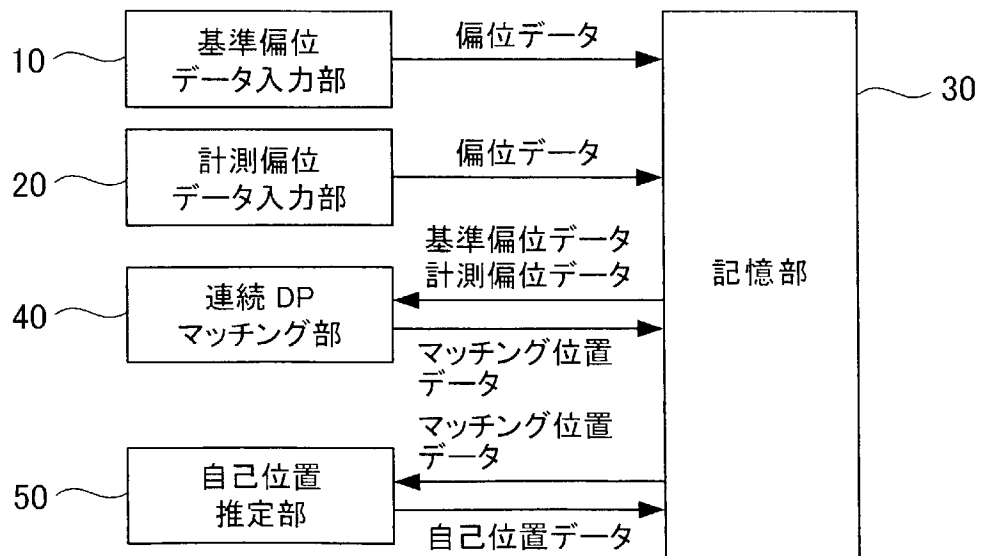 10
基準偏位
データ入力部
偏位データ
30
20
計測偏位
データ入力部
偏位データ
基準偏位データ
計測偏位データ
記憶部
40
連続 DP
マッチング部
マッチング位置
データ
マッチング位置
データ
50
自己位置
推定部
自己位置データ